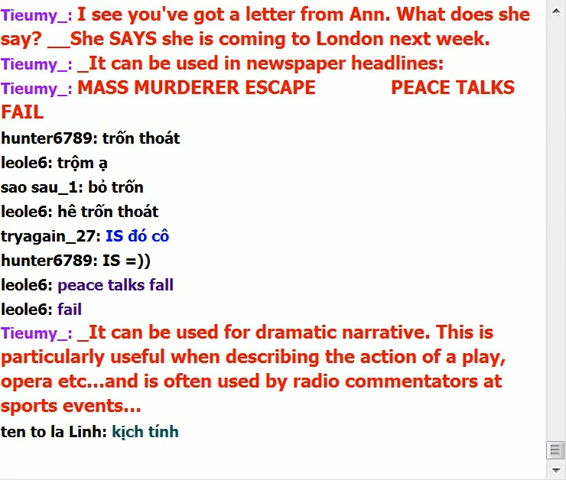 Tieumy_: I see you've got a letter from Ann. What does she
say? __She SAYS she is coming to London next week.
Tieumy_: _It can be used in newspaper headlines:
Tieumy_: MASS MURDERER ESCAPE PEACE TALKS
FAIL
hunter6789: trốn thoát
leole6: trộm ạ
sao sau_1: bỏ trốn
leole6: hê trốn thoát
tryagain_27: IS đó cô
hunter6789: IS =))
leole6: peace talks fall
leole6: fail
Tieumy_: _It can be used for dramatic narrative. This is
particularly useful when describing the action of a play,
opera etc...and is often used by radio commentators at
sports events...
ten to la Linh: kịch tính